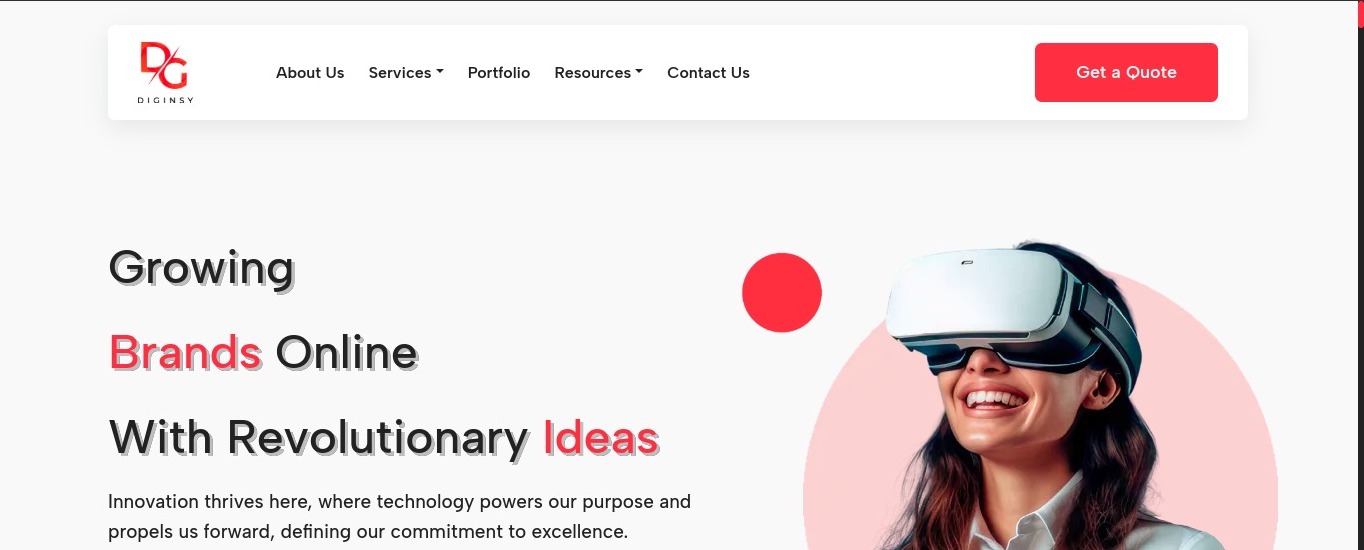 DG
DIGINSY
About Us
Services
Portfolio
Resources
Contact Us
Get a Quote
Growing
Brands Online
With Revolutionary Ideas
Innovation thrives here, where technology powers our purpose and
propels us forward, defining our commitment to excellence.